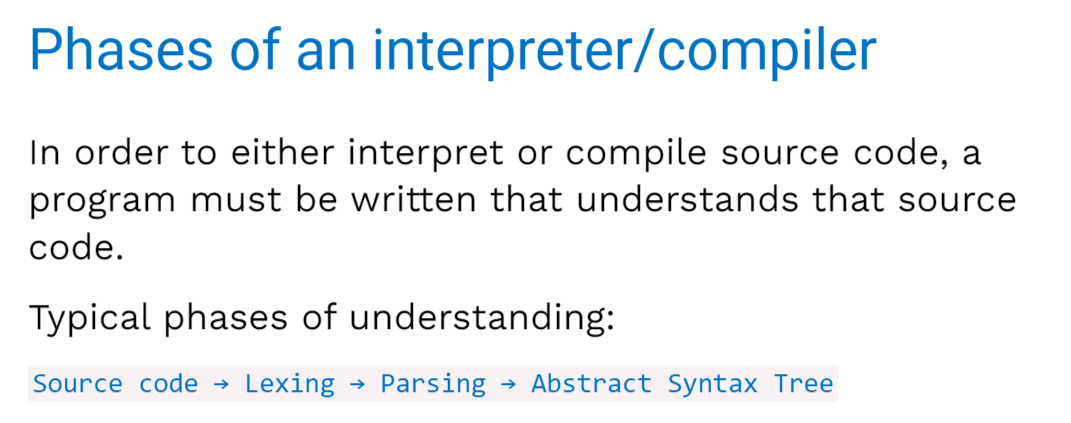 Phases of an interpreter/compiler
In order to either interpret or compile source code, a
program must be written that understands that source
code.
Typical phases of understanding:
Source code → Lexing → Parsing → Abstract Syntax Tree